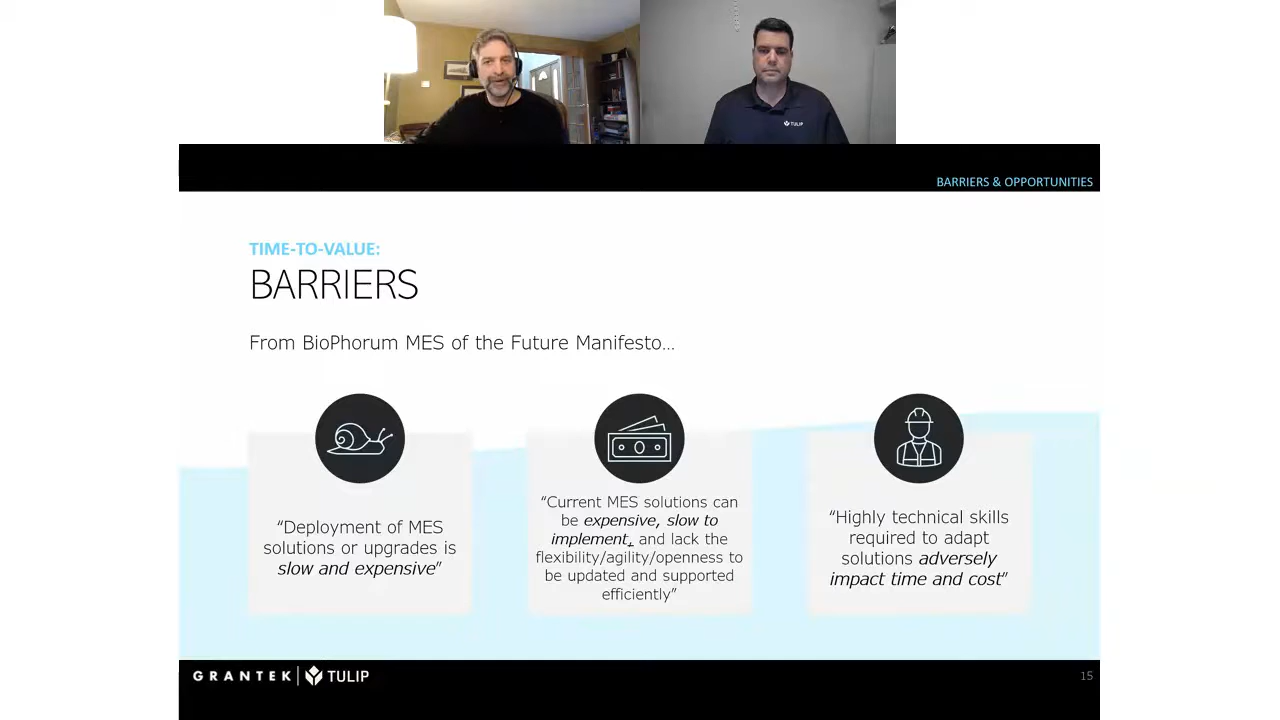 TULIP
BARRIERS & OPPORTUNITIES
TIME-TO-VALUE:
BARRIERS
From BioPhorum MES of the Future Manifesto...
“Deployment of MES
solutions or upgrades is
slow and expensive”
“Current MES solutions can
be expensive, slow to
implement, and lack the
flexibility/agility/openness to
be updated and supported
efficiently”
“Highly technical skills
required to adapt
solutions adversely
impact time and cost”
GRANTEK | TULIP
15